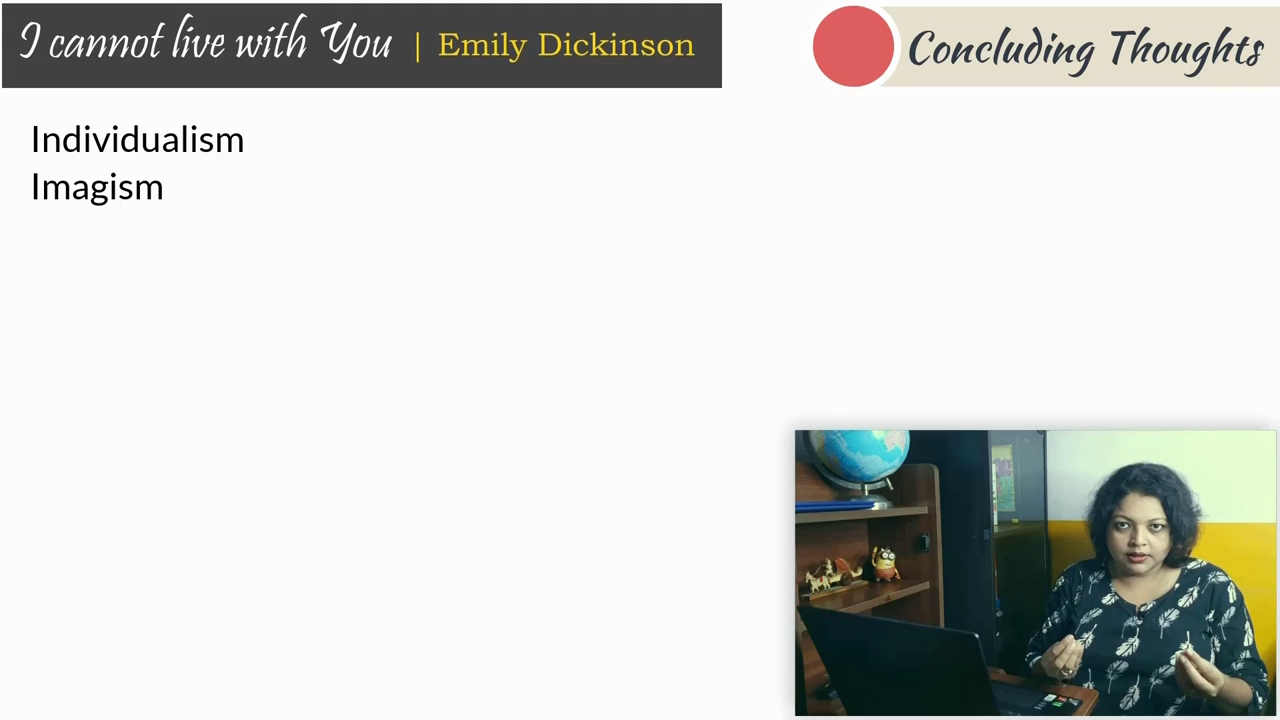 I cannot live with You | Emily Dickinson
Concluding Thoughts
Individualism
Imagism